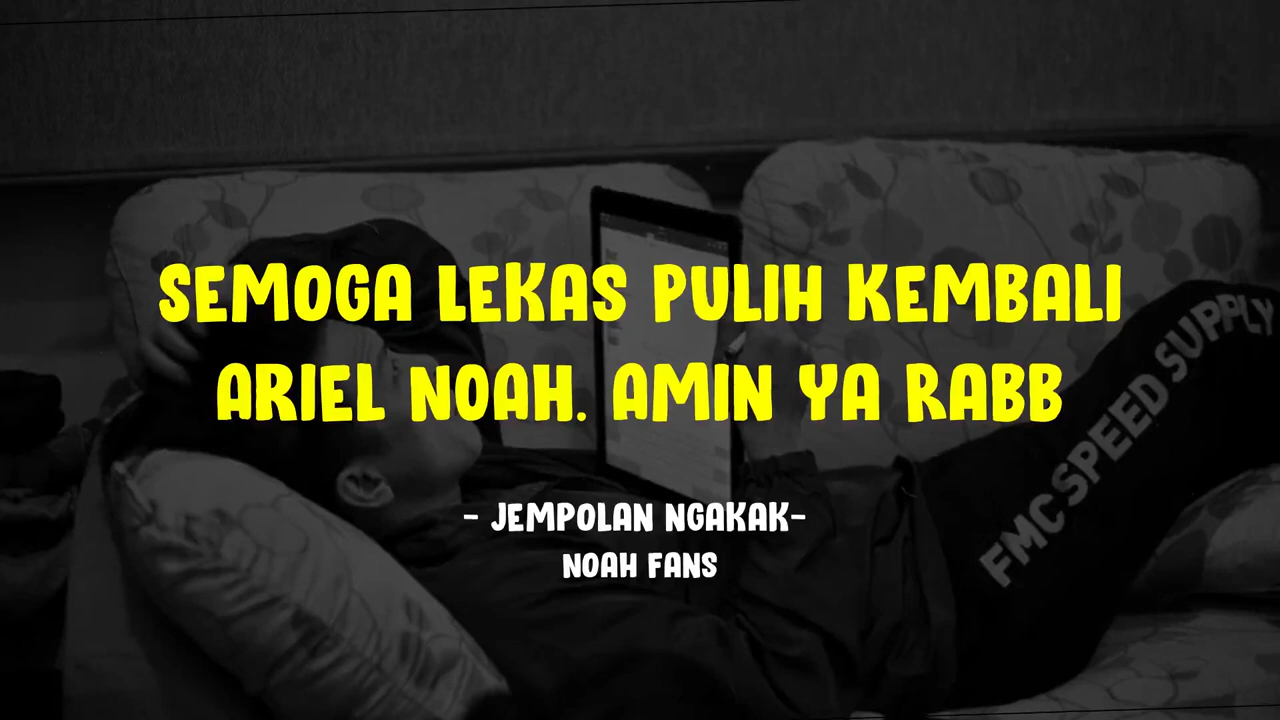 SEMOGA LEKAS PULIH KEMBALI
ARIEL NOAH. AMIN YA RABB
- JEMPOLAN NGAKAK-
NOAH FANS
FMC SPEED SUPPLY